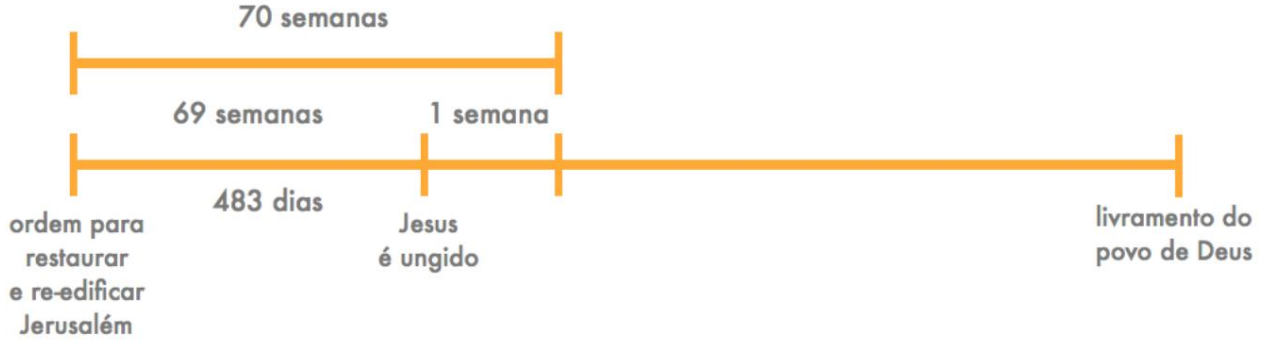 70 semanas
69 semanas
1 semana
483 dias
ordem para
restaurar
e re-edificar
Jerusalém
Jesus
é ungido
livramento do
povo de Deus